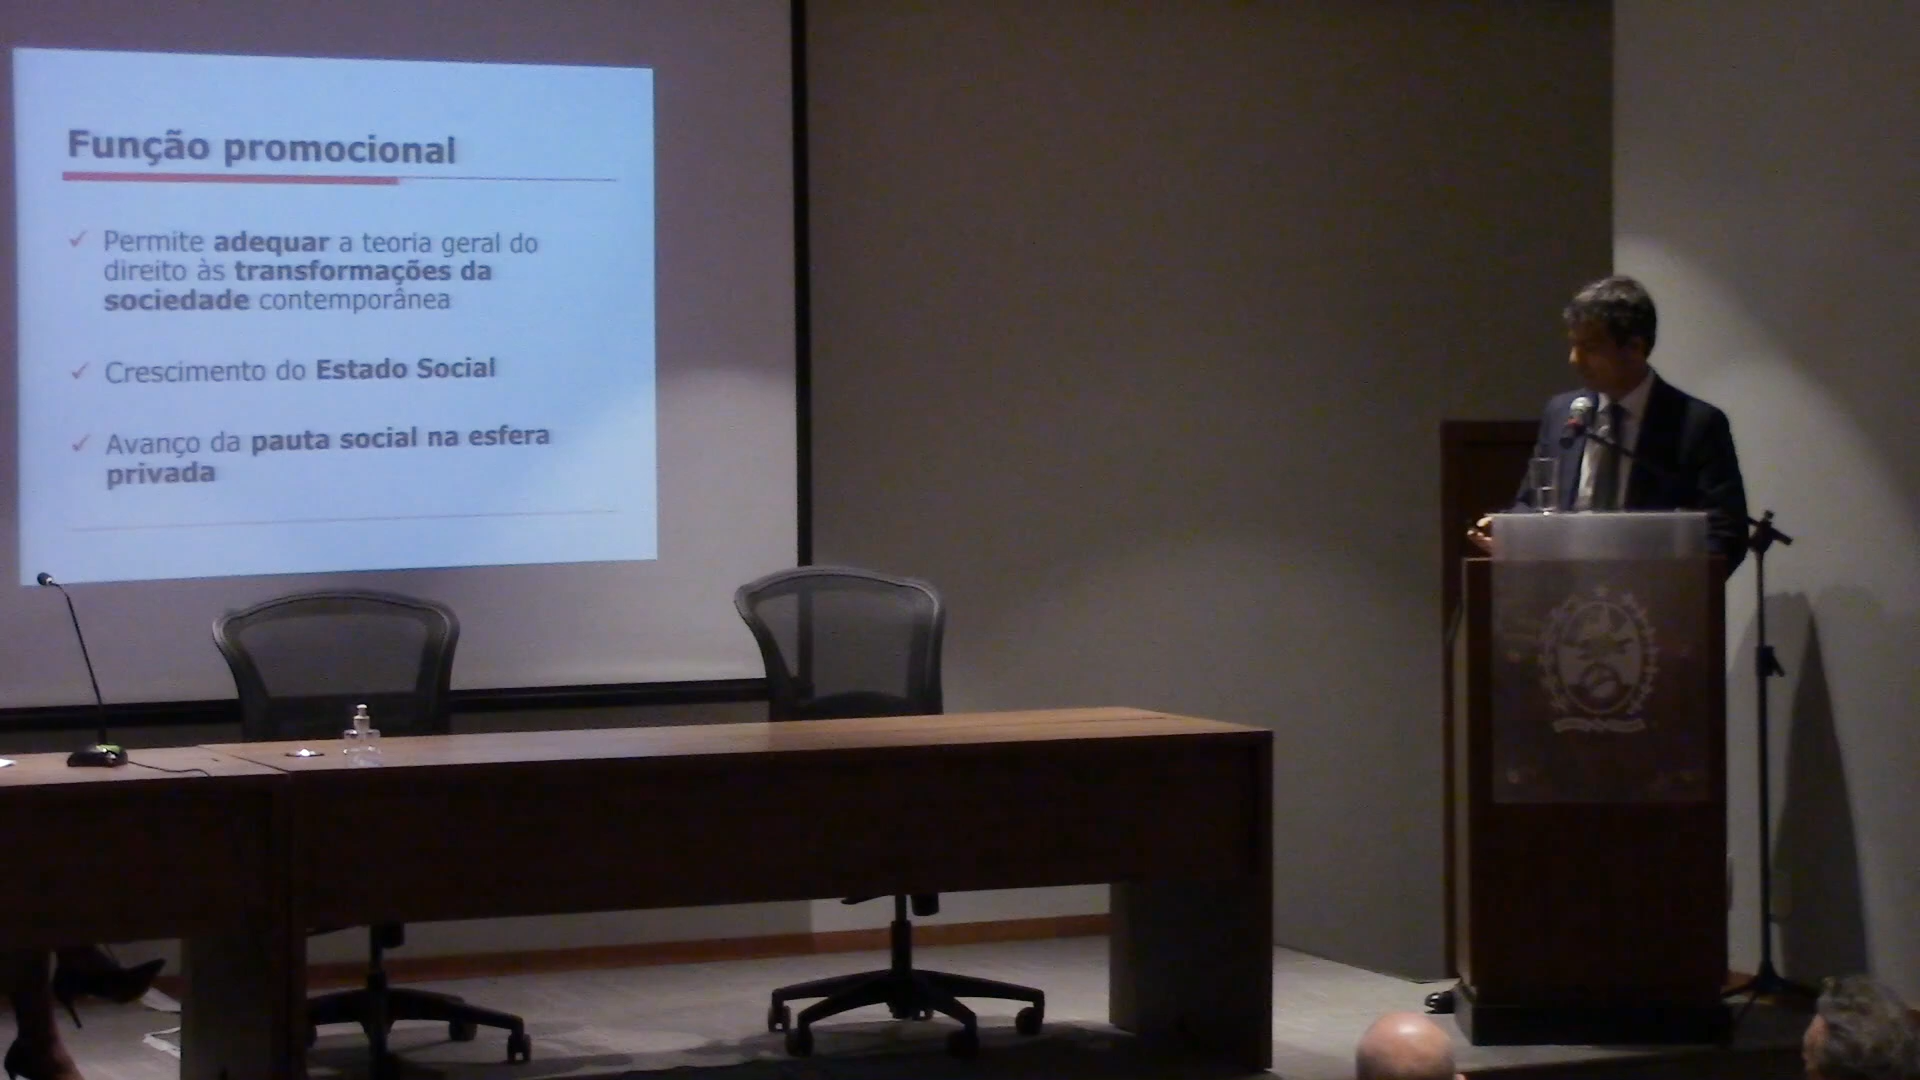 Função promocional
✓ Permite adequar a teoria geral do
direito às transformações da
sociedade contemporânea
✓ Crescimento do Estado Social
✓ Avanço da pauta social na esfera
privada